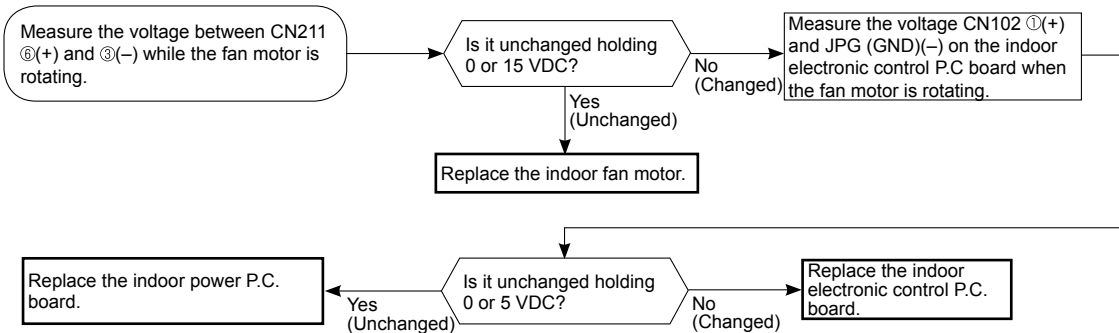 Measure the voltage between CN211
⑥(+) and ③(–) while the fan motor is
rotating.
Is it unchanged holding
0 or 15 VDC?
No
(Changed)
Measure the voltage CN102 ①(+)
and JPG (GND)(–) on the indoor
electronic control P.C board when
the fan motor is rotating.
Yes
(Unchanged)
Replace the indoor fan motor.
Is it unchanged holding
0 or 5 VDC?
Yes
(Unchanged)
Replace the indoor power P.C.
board.
No
(Changed)
Replace the indoor
electronic control P.C.
board.